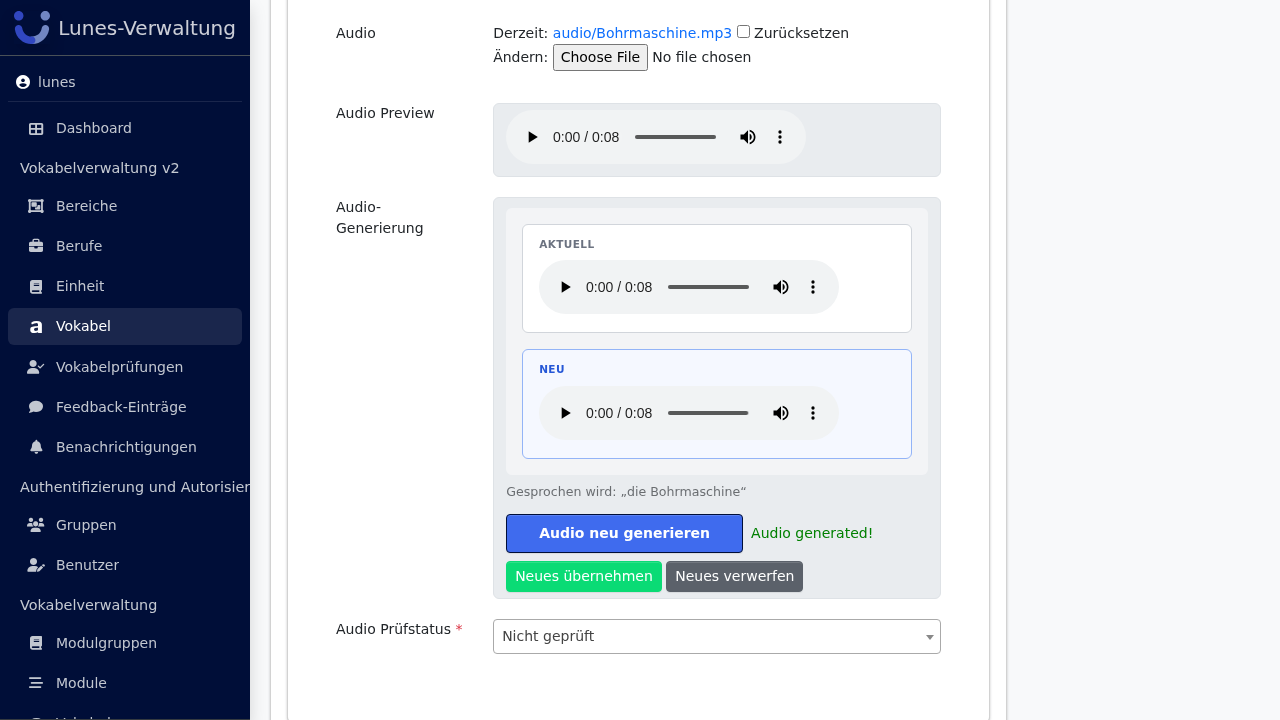 Lunes-Verwaltung
lunes
Dashboard
Vokabelverwaltung v2
Bereiche
Berufe
Einheit
Vokabel
Vokabelprüfungen
Feedback-Einträge
Benachrichtigungen
Authentifizierung und Autorisier
Gruppen
Benutzer
Vokabelverwaltung
Modulgruppen
Module
Audio
Derzeit: audio/Bohrmaschine.mp3 Zurücksetzen
Ändern: Choose File No file chosen
Audio Preview
0:00 / 0:08
Audio-
Generierung
AKTUELL
0:00 / 0:08
NEU
0:00 / 0:08
Gesprochen wird: „die Bohrmaschine“
Audio neu generieren Audio generated!
Neues übernehmen Neues verwerfen
Audio Prüfstatus *
Nicht geprüft